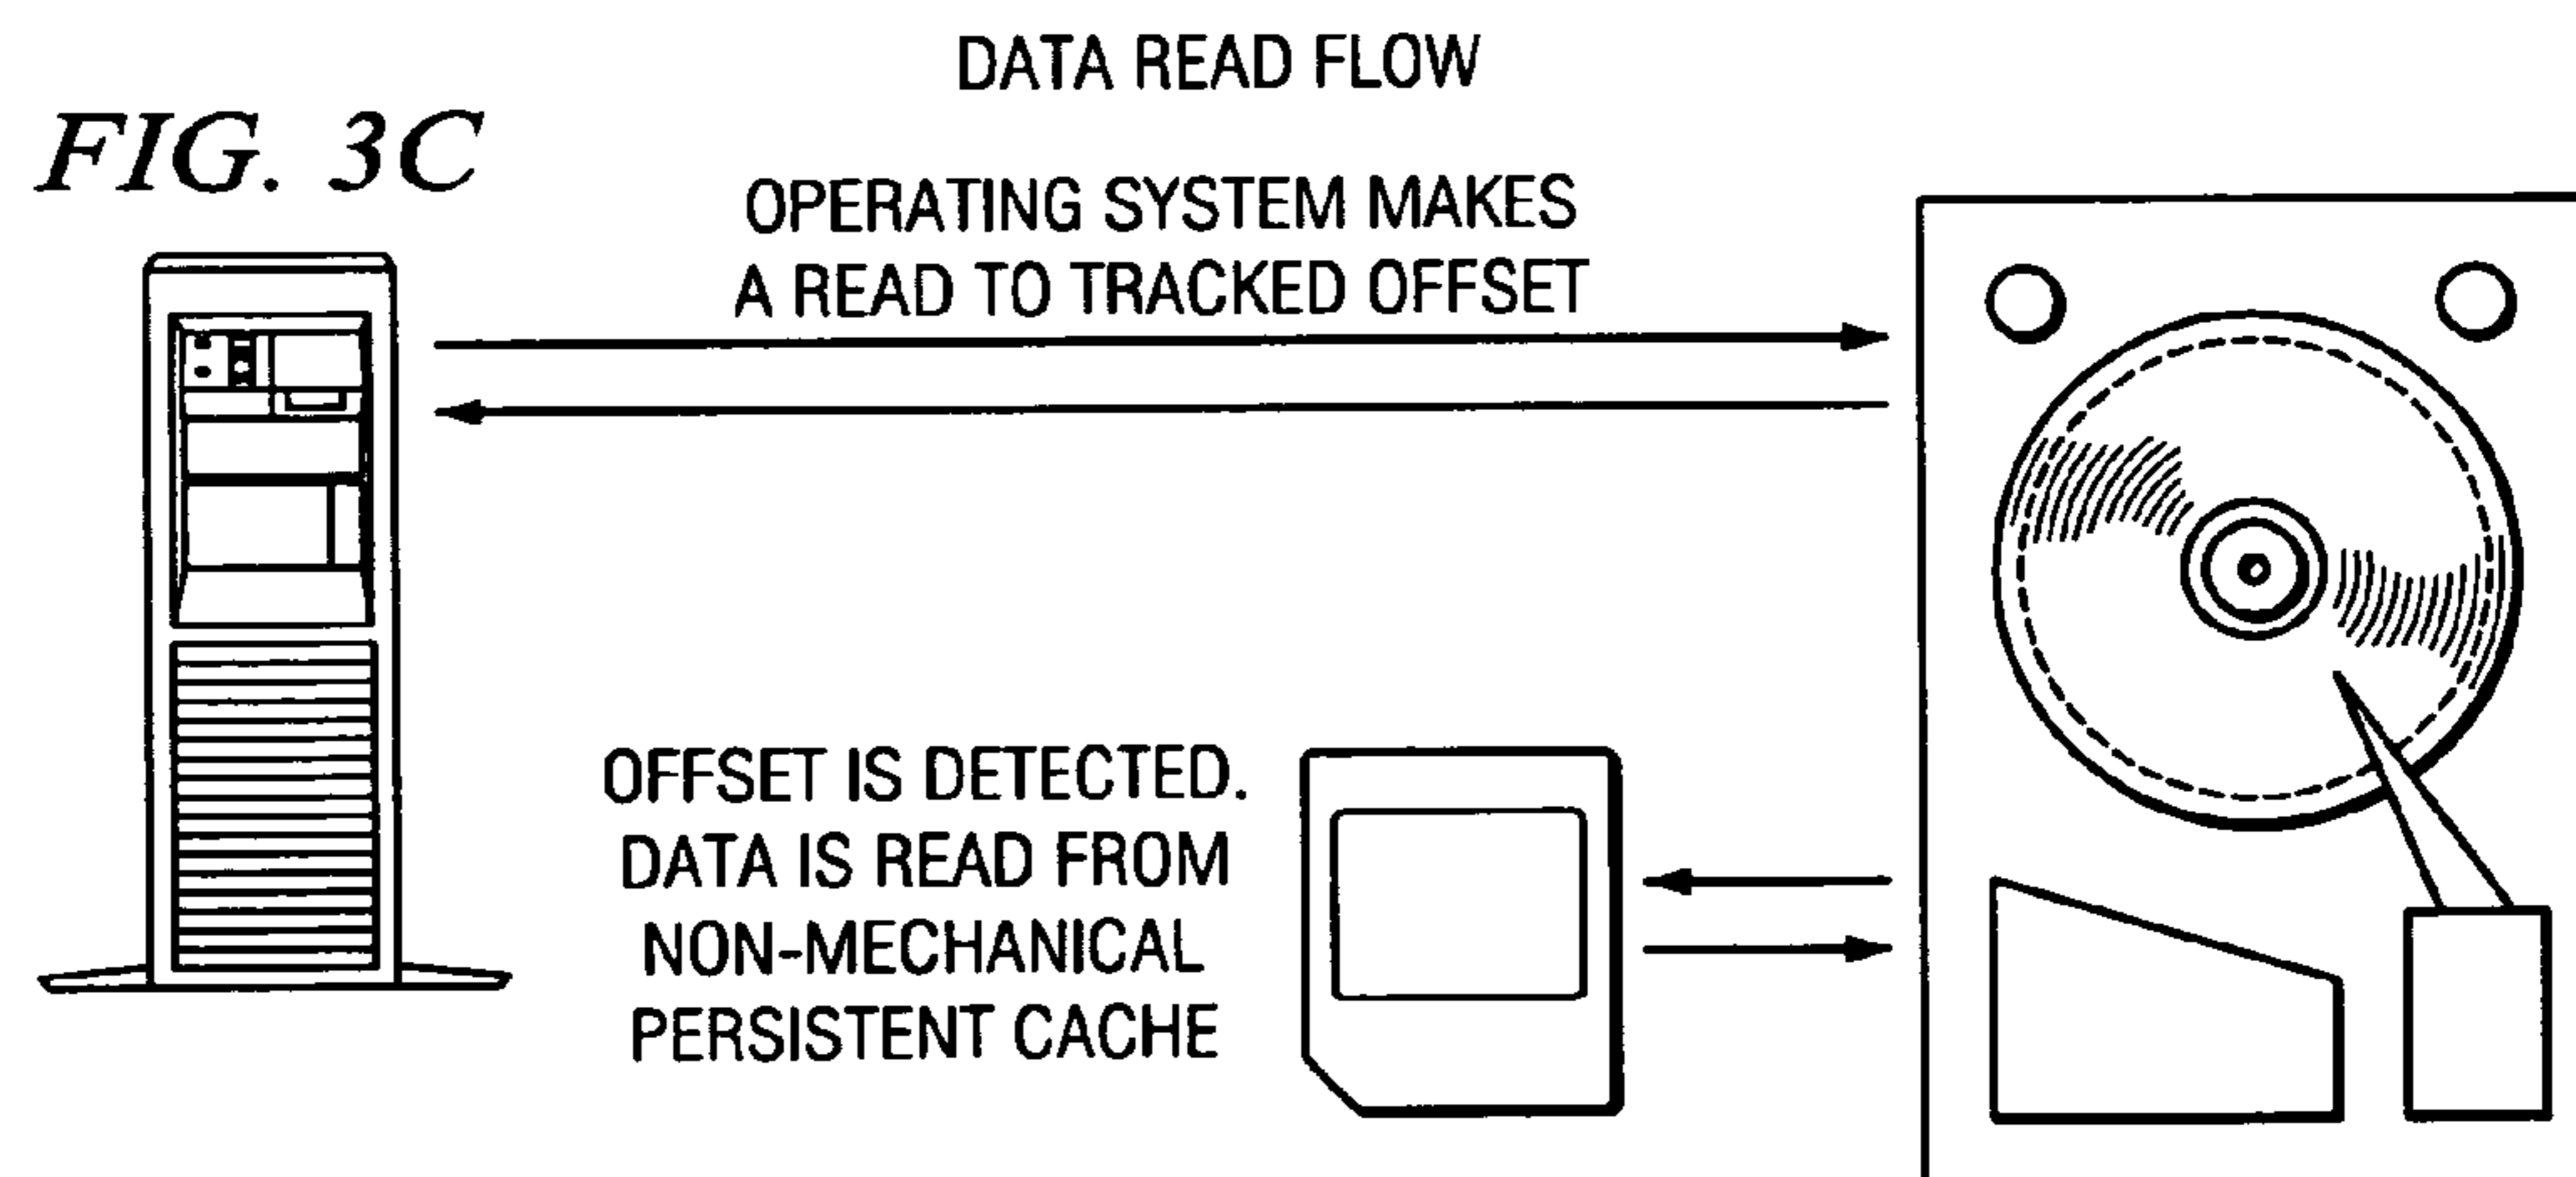 DATA READ FLOW
FIG. 3C
OPERATING SYSTEM MAKES
A READ TO TRACKED OFFSET
OFFSET IS DETECTED.
DATA IS READ FROM
NON-MECHANICAL
PERSISTENT CACHE